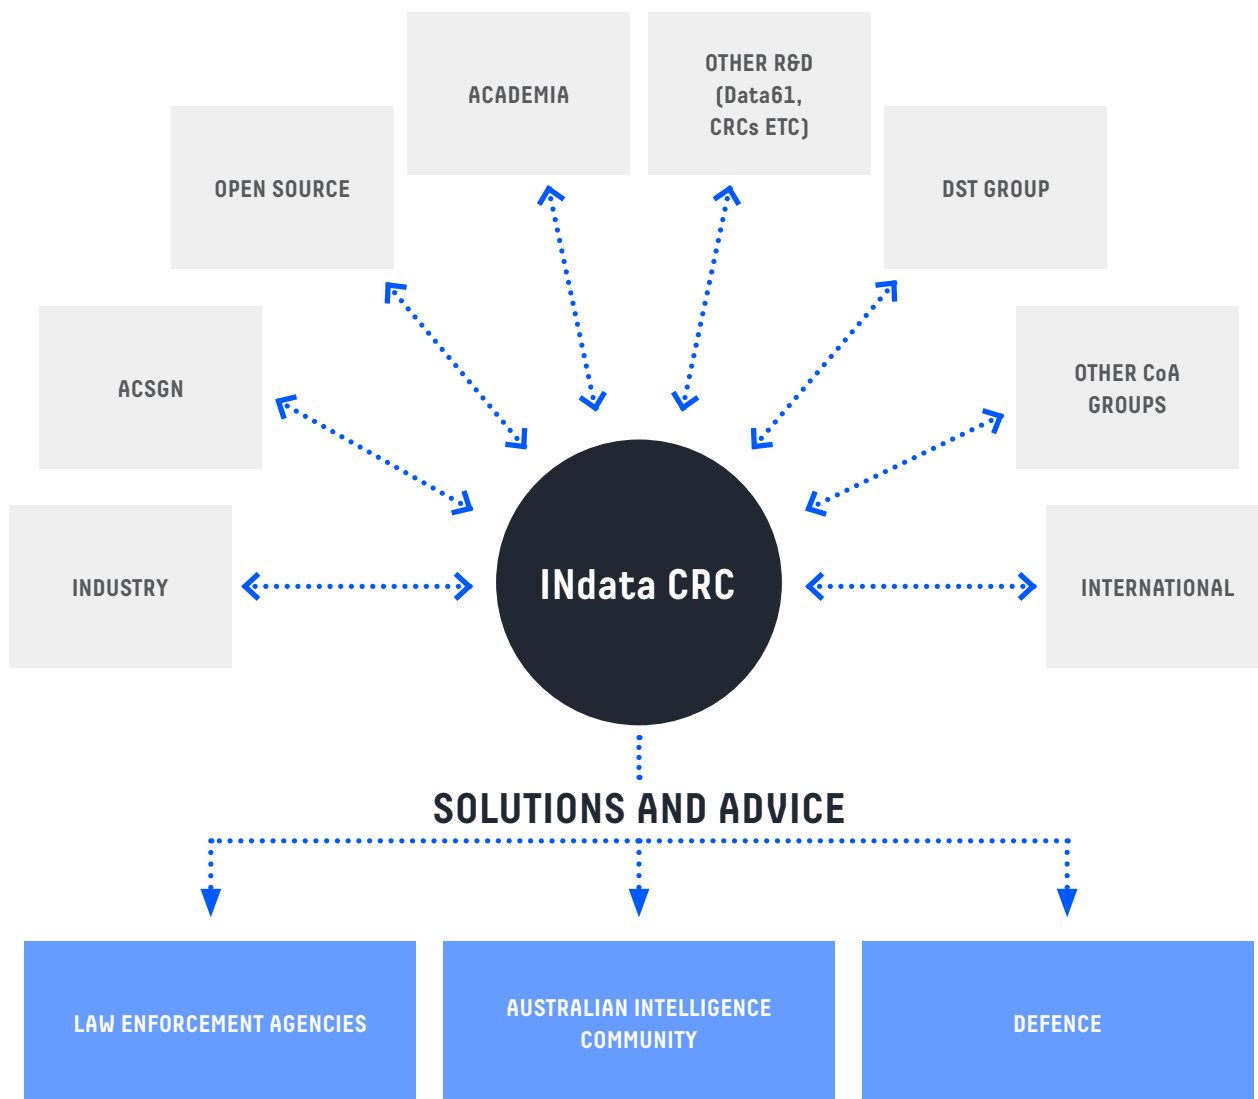 ACADEMIA
OTHER R&D
(Data61,
CRCs ETC)
OPEN SOURCE
DST GROUP
ACSGN
OTHER CoA
GROUPS
INDUSTRY
INdata CRC
INTERNATIONAL
SOLUTIONS AND ADVICE
LAW ENFORCEMENT AGENCIES
AUSTRALIAN INTELLIGENCE
COMMUNITY
DEFENCE